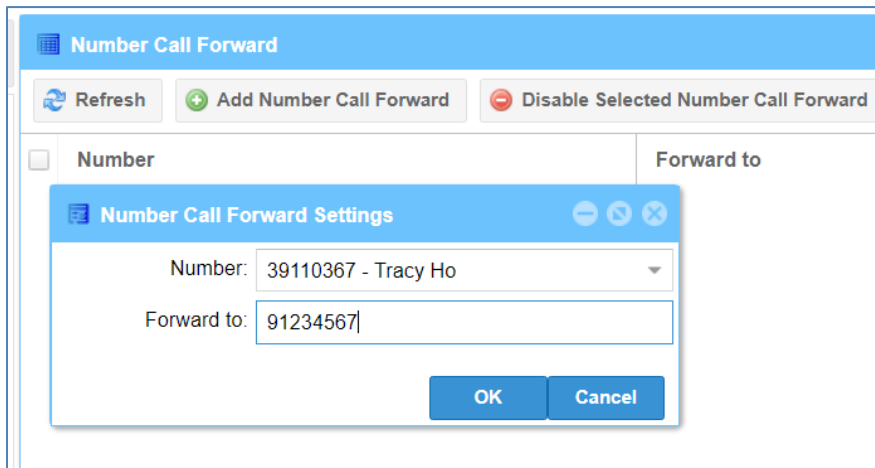 Number Call Forward
Refresh Add Number Call Forward Disable Selected Number Call Forward
Number Forward to
Number Call Forward Settings
Number: 39110367 - Tracy Ho
Forward to: 91234567
OK Cancel